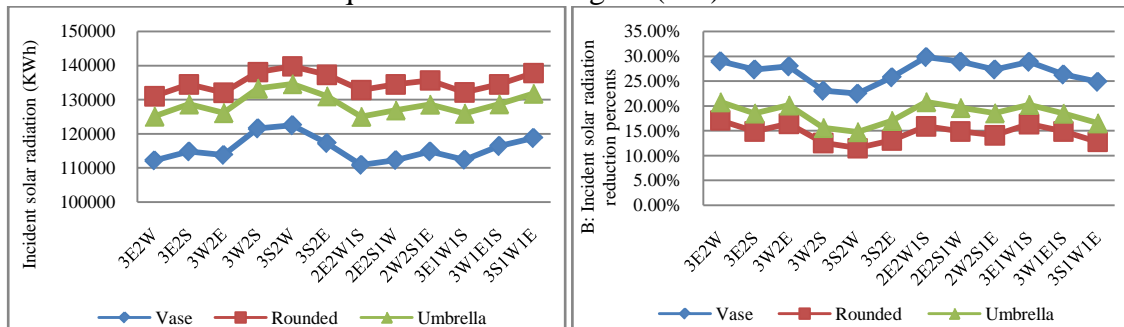 Incident solar radiation (KWh)
150000
140000
130000
120000
110000
100000
3E2W
3E2S
3W2E
3W2S
3S2W
3S2E
2E2W1S
2E2S1W
2W2S1E
3E1W1S
3W1E1S
3S1W1E
Vase Rounded Umbrella
B: Incident solar radiation
reduction percents
35.00%
30.00%
25.00%
20.00%
15.00%
10.00%
5.00%
0.00%
3E2W
3E2S
3W2E
3W2S
3S2W
3S2E
2E2W1S
2E2S1W
2W2S1E
3E1W1S
3W1E1S
3S1W1E
Vase Rounded Umbrella